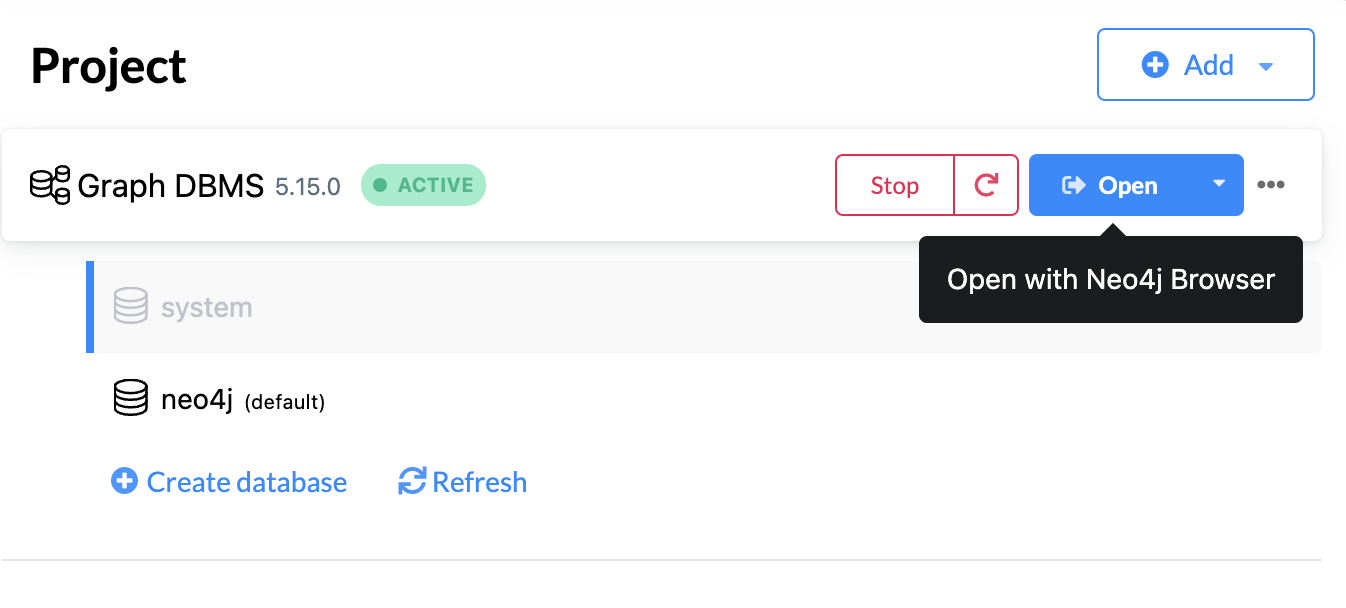 Project
Add
Graph DBMS 5.15.0 ACTIVE Stop Open
Open with Neo4j Browser
system
neo4j (default)
Create database Refresh